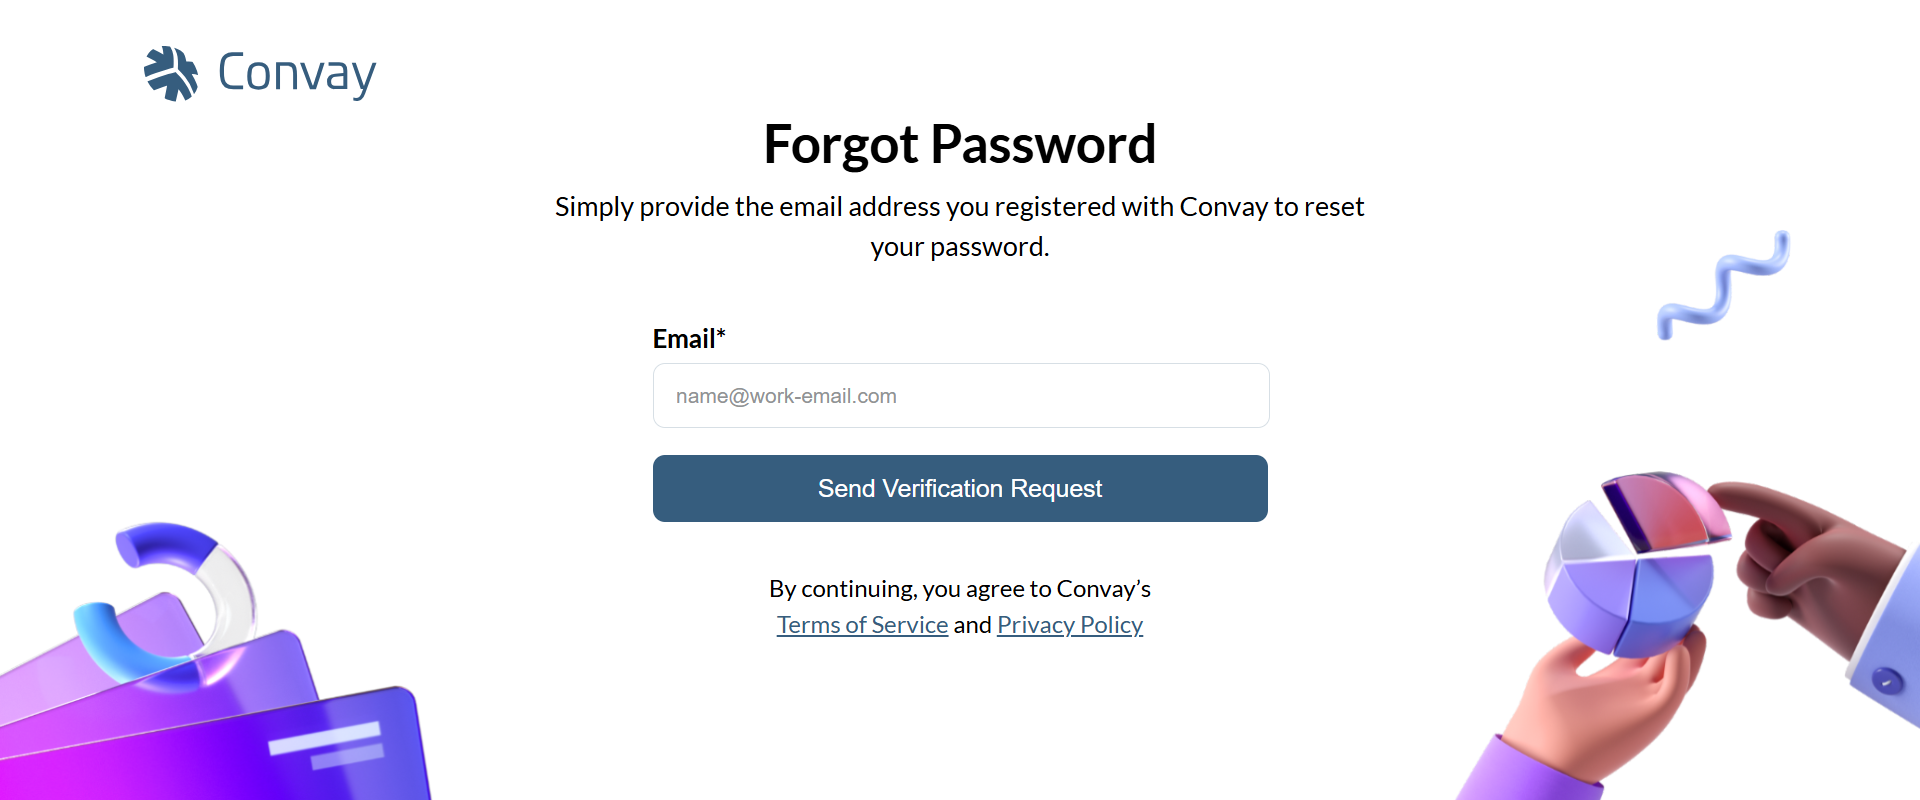 Convay
Forgot Password
Simply provide the email address you registered with Convay to reset
your password.
Email*
name@work-email.com
Send Verification Request
By continuing, you agree to Convay’s
Terms of Service and Privacy Policy